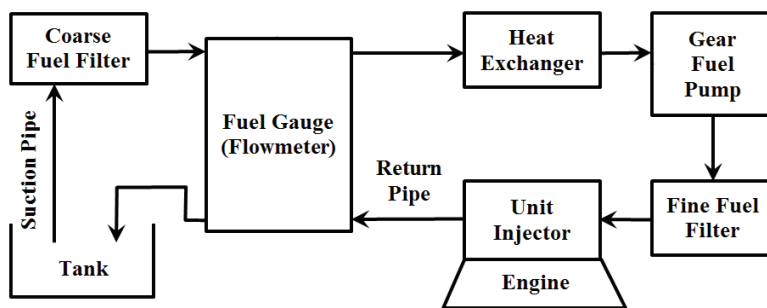 Coarse
Fuel Filter
Suction Pipe
Tank
Fuel Gauge
(Flowmeter)
Heat
Exchanger
Gear
Fuel
Pump
Return
Pipe
Unit
Injector
Fine Fuel
Filter
Engine